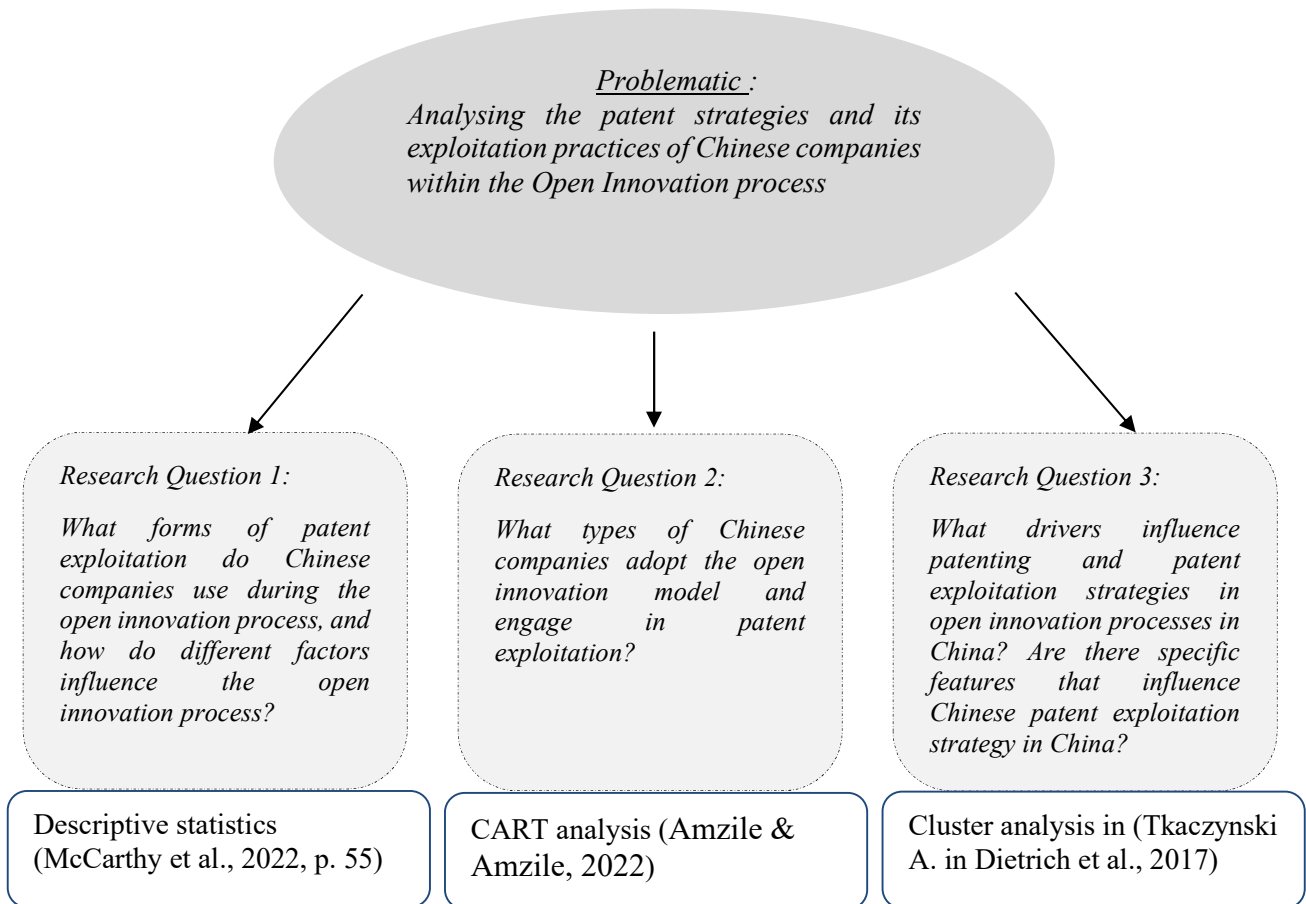 Problematic :
Analysing the patent strategies and its
exploitation practices of Chinese companies
within the Open Innovation process
Research Question 1:
What forms of patent
exploitation do Chinese
companies use during the
open innovation process, and
how do different factors
influence the open
innovation process?
Descriptive statistics
(McCarthy et al., 2022, p. 55)
Research Question 2:
What types of Chinese
companies adopt the open
innovation model and
engage in patent
exploitation?
CART analysis (Amzile &
Amzile, 2022)
Research Question 3:
What drivers influence
patenting and patent
exploitation strategies in
open innovation processes in
China? Are there specific
features that influence
Chinese patent exploitation
strategy in China?
Cluster analysis in (Tkaczynski
A. in Dietrich et al., 2017)